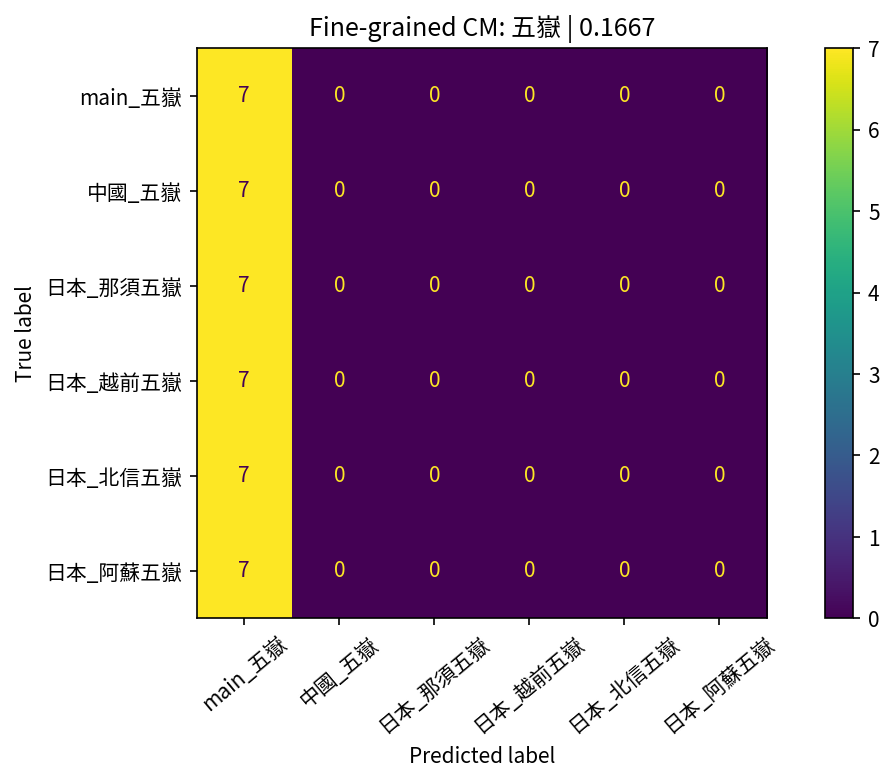 Fine-grained CM: 五嶽 | 0.1667
True label
main_五嶽 7 0 0 0 0 0
中國_五嶽 7 0 0 0 0 0
日本_那須五嶽 7 0 0 0 0 0
日本_越前五嶽 7 0 0 0 0 0
日本_北信五嶽 7 0 0 0 0 0
日本_阿蘇五嶽 7 0 0 0 0 0
main_五嶽 中國_五嶽 日本_那須五嶽 日本_越前五嶽 日本_北信五嶽 日本_阿蘇五嶽
Predicted label
7
6
5
4
3
2
1
0